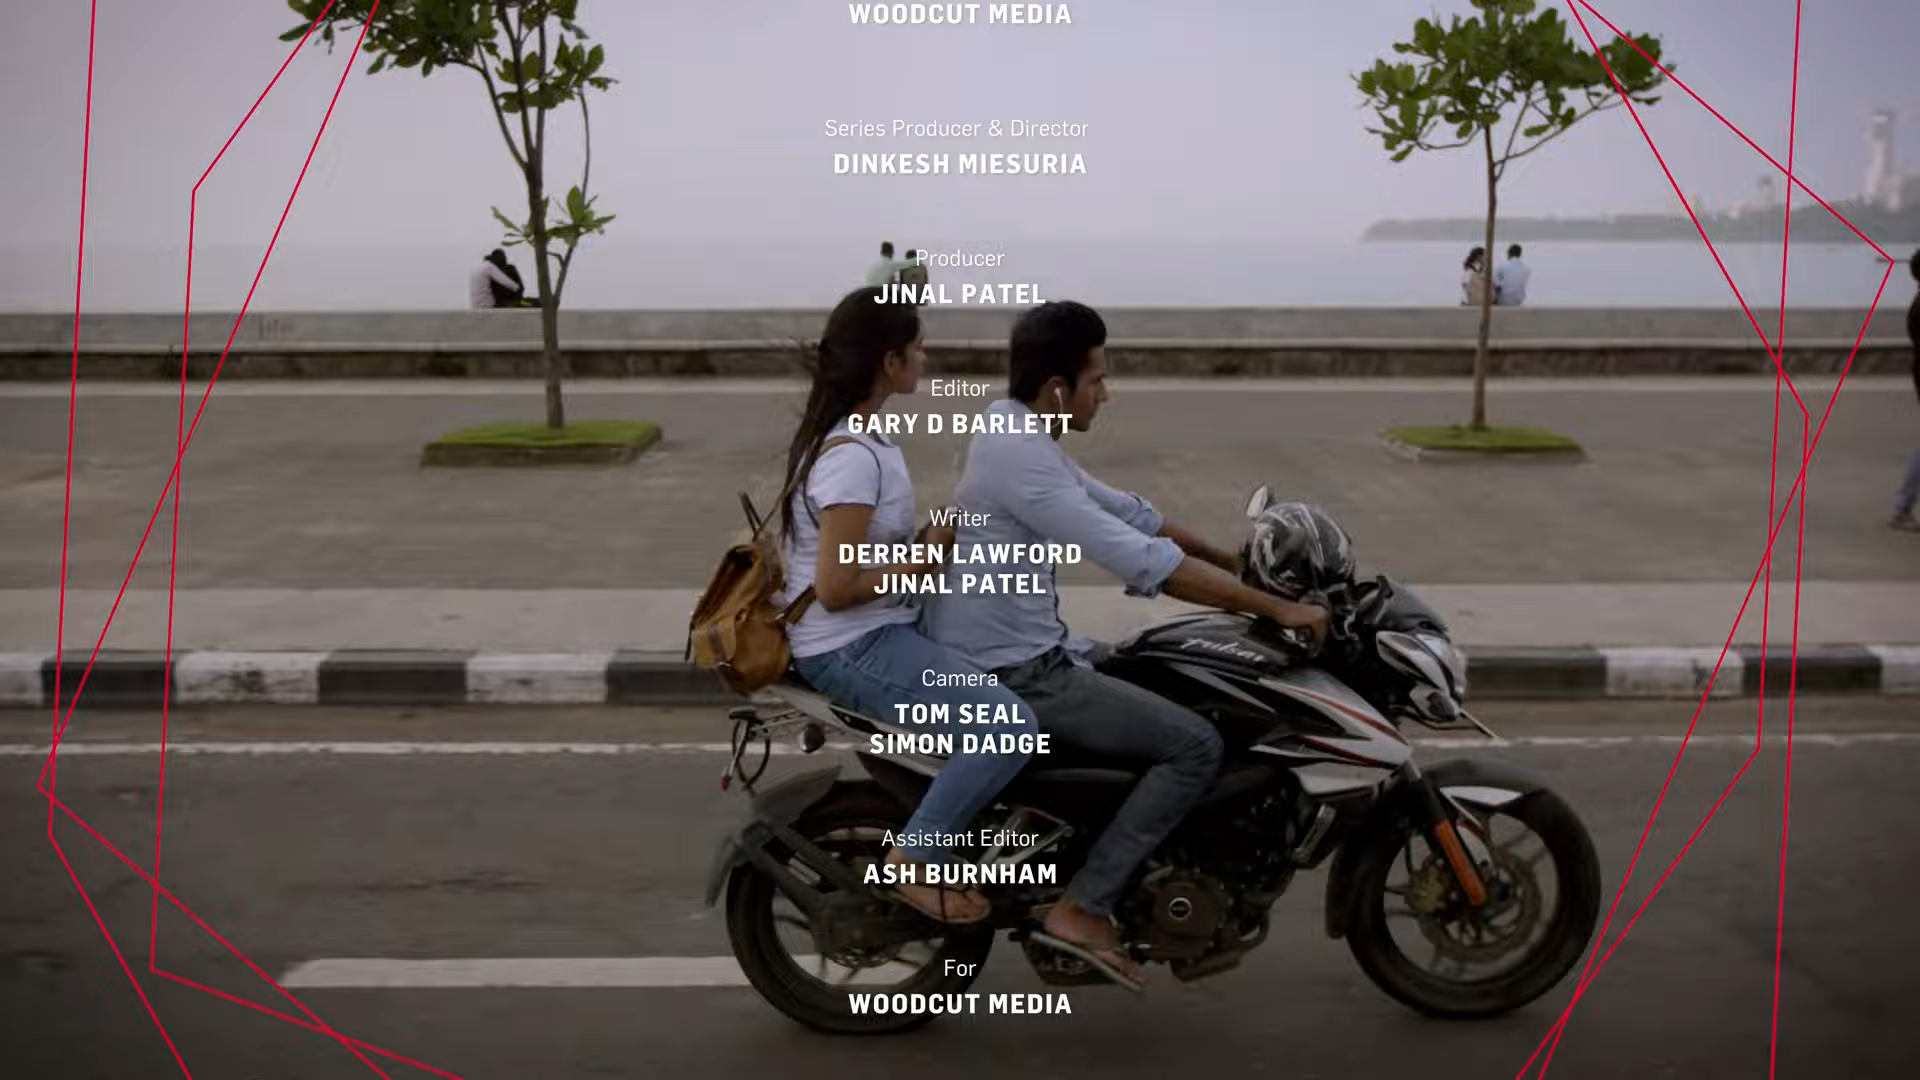 WOODCUT MEDIA
Series Producer & Director
DINKESH MIESURIA
Producer
JINAL PATEL
Editor
GARY D BARLETT
Writer
DERREN LAWFORD
JINAL PATEL
Camera
TOM SEAL
SIMON DADGE
Assistant Editor
ASH BURNHAM
For
WOODCUT MEDIA
Pulsar